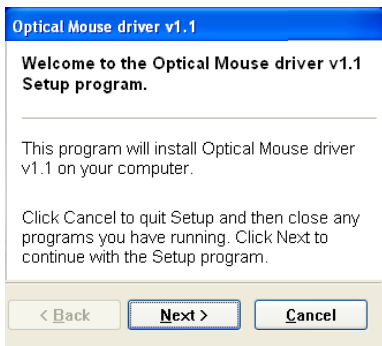 Optical Mouse driver v1.1
Welcome to the Optical Mouse driver v1.1
Setup program.
This program will install Optical Mouse driver
v1.1 on your computer.
Click Cancel to quit Setup and then close any
programs you have running. Click Next to
continue with the Setup program.
< Back Next > Cancel